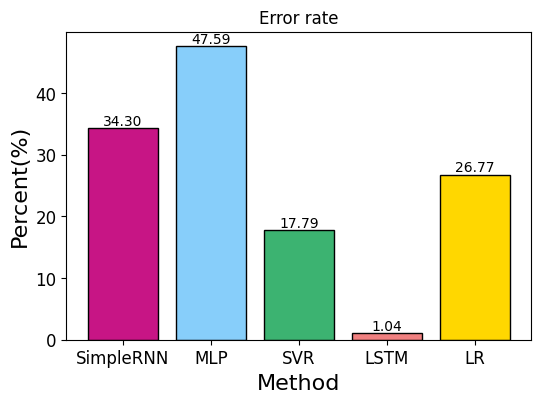 Error rate
47.59
34.30
26.77
17.79
1.04
Percent(%)
40
30
20
10
0
SimpleRNN MLP SVR LSTM LR
Method